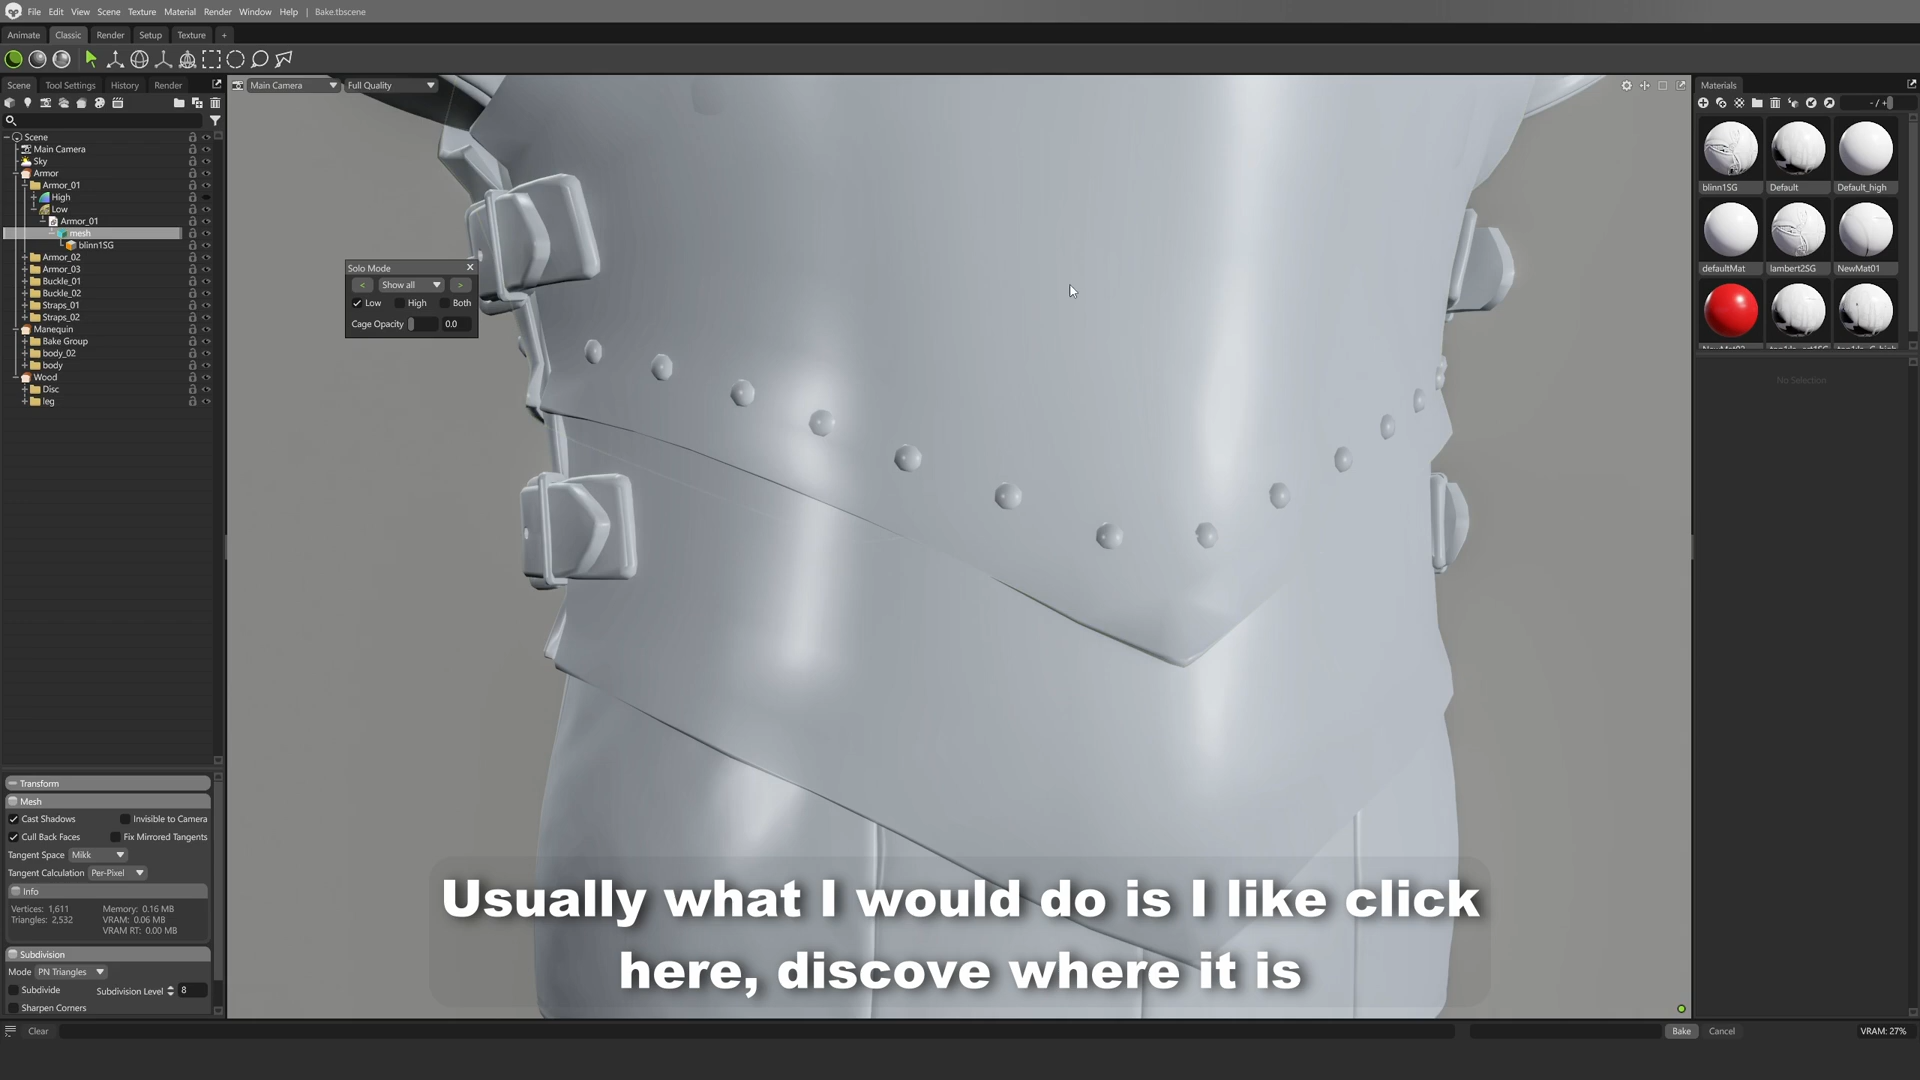 File Edit View Scene Texture Material Render Window Help | Bake.tbscene
Animate Classic Render Setup Texture +
Scene Tool Settings History Render
Main Camera Full Quality
Materials
- / +
Scene
Main Camera
Sky
Armor
Armor_01
High
Low
Armor_01
mesh
blinn1SG
Armor_02
Armor_03
Buckle_01
Buckle_02
Straps_01
Straps_02
Manequin
Bake Group
body_02
body
Wood
Disc
leg
Solo Mode
< Show all >
Low High Both
Cage Opacity 0.0
blinn1SG Default Default_high
defaultMat lambert2SG NewMat01
No Selection
Transform
Mesh
Cast Shadows Invisible to Camera
Cull Back Faces Fix Mirrored Tangents
Tangent Space Mikk
Tangent Calculation Per-Pixel
Info
Vertices: 1,611 Memory: 0.16 MB
Triangles: 2,532 VRAM: 0.06 MB
VRAM RT: 0.00 MB
Subdivision
Mode PN Triangles
Subdivide Subdivision Level 8
Sharpen Corners
Usually what I would do is I like click
here, discove where it is
Clear Bake Cancel VRAM: 27%